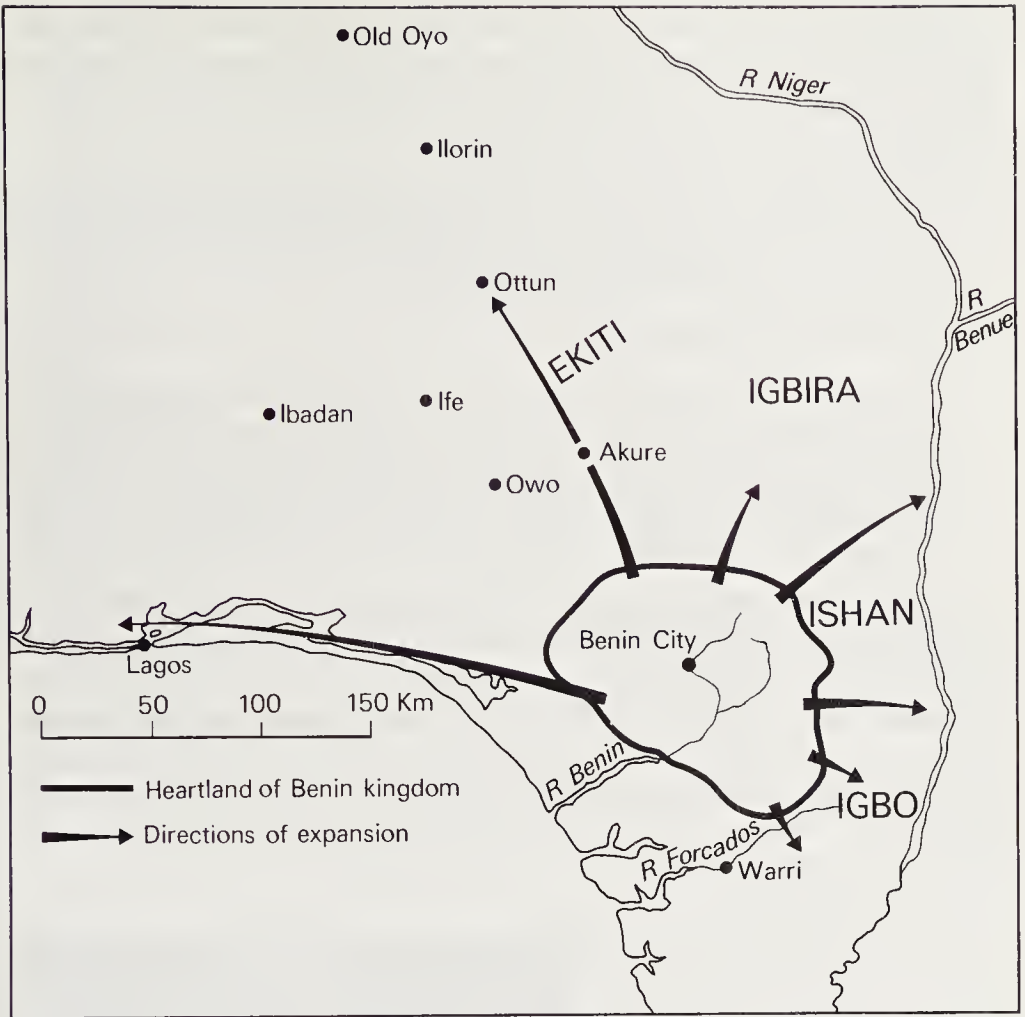 Old Oyo
R Niger
Ilorin
Ottun
R
Benue
EKITI
IGBIRA
Ibadan
Ife
Akure
Owo
ISHAN
Benin City
Lagos
0 50 100 150 Km
R Benin
Heartland of Benin kingdom
IGBO
Directions of expansion
R Forcados
Warri